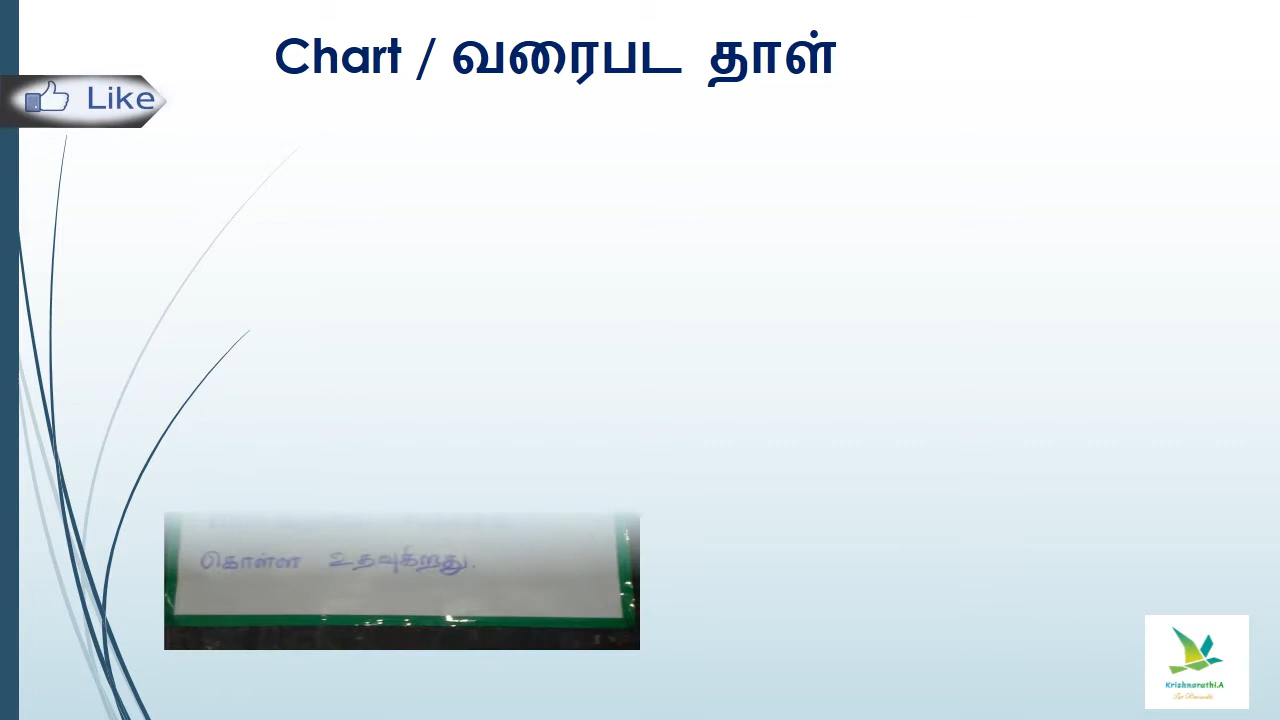 Chart / வரைபட தாள்
Like
கொள்ள உதவுகிறது.
Krishnarathi.A